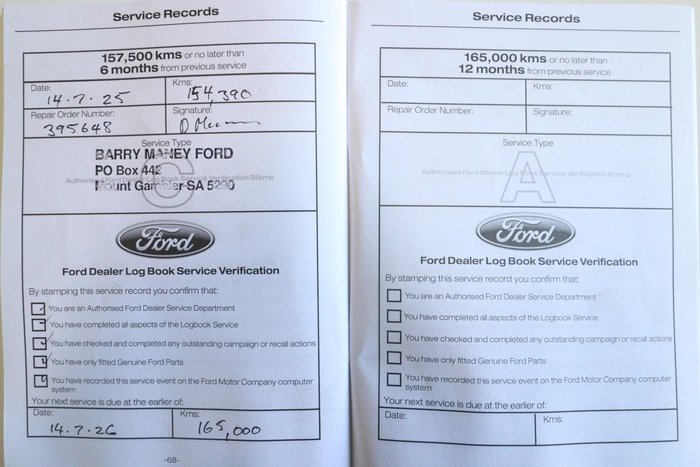 Service Records
157,500 kms or no later than
6 months from previous service
Date: 14.7.25
Kms: 154,390
Repair Order Number: 395648
Signature:
Service Type
C
BARRY MANEY FORD
PO Box 442
Authorised Ford Dealer Log Book Service Verification Stamp
Mount Gambier SA 5290
Ford
Ford Dealer Log Book Service Verification
By stamping this service record you confirm that:
You are an Authorised Ford Dealer Service Department
You have completed all aspects of the Logbook Service
You have checked and completed any outstanding campaign or recall actions
You have only fitted Genuine Ford Parts
You have recorded this service event on the Ford Motor Company computer
system
Your next service is due at the earlier of:
Date: 14.7.26
Kms: 165,000
-68-
Service Records
165,000 kms or no later than
12 months from previous service
Date:
Kms:
Repair Order Number:
Signature:
Service Type
A
Authorised Ford Dealer Log Book Service Verification Stamp
Ford
Ford Dealer Log Book Service Verification
By stamping this service record you confirm that:
You are an Authorised Ford Dealer Service Department
You have completed all aspects of the Logbook Service
You have checked and completed any outstanding campaign or recall actions
You have only fitted Genuine Ford Parts
You have recorded this service event on the Ford Motor Company computer
system
Your next service is due at the earlier of:
Date:
Kms: